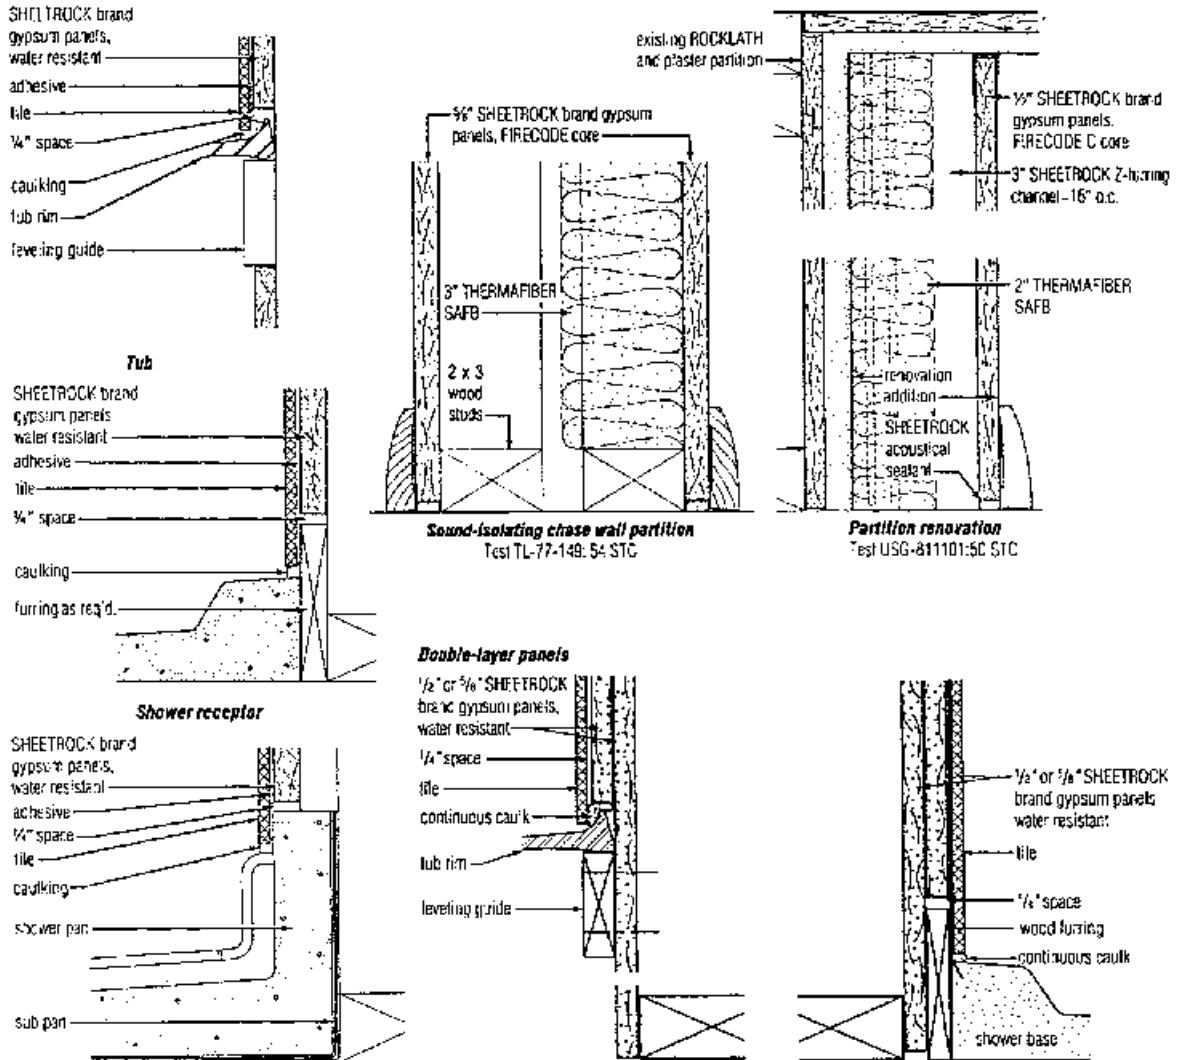 SHEETROCK brand
gypsum panels,
water resistant
adhesive
tile
¼" space
caulking
tub rim
leveling guide
Tub
SHEETROCK brand
gypsum panels
water resistant
adhesive
tile
¼" space
caulking
furring as req'd.
Shower receptor
SHEETROCK brand
gypsum panels,
water resistant
adhesive
¼" space
tile
caulking
shower pan
sub pan
⅝" SHEETROCK brand gypsum
panels, FIRECODE core
3" THERMAFIBER
SAFB
2 x 3
wood
studs
Sound-isolating chase wall partition
Test TL-77-149: 54 STC
existing ROCKLATH
and plaster partition
½" SHEETROCK brand
gypsum panels,
FIRECODE C core
3" SHEETROCK Z-furring
channel–16" o.c.
2" THERMAFIBER
SAFB
renovation
addition
SHEETROCK
acoustical
sealant
Partition renovation
Test USG-811101: 50 STC
Double-layer panels
½" or ⅝" SHEETROCK
brand gypsum panels,
water resistant
¼" space
tile
continuous caulk
tub rim
leveling guide
½" or ⅝" SHEETROCK
brand gypsum panels
water resistant
tile
¼" space
wood furring
continuous caulk
shower base